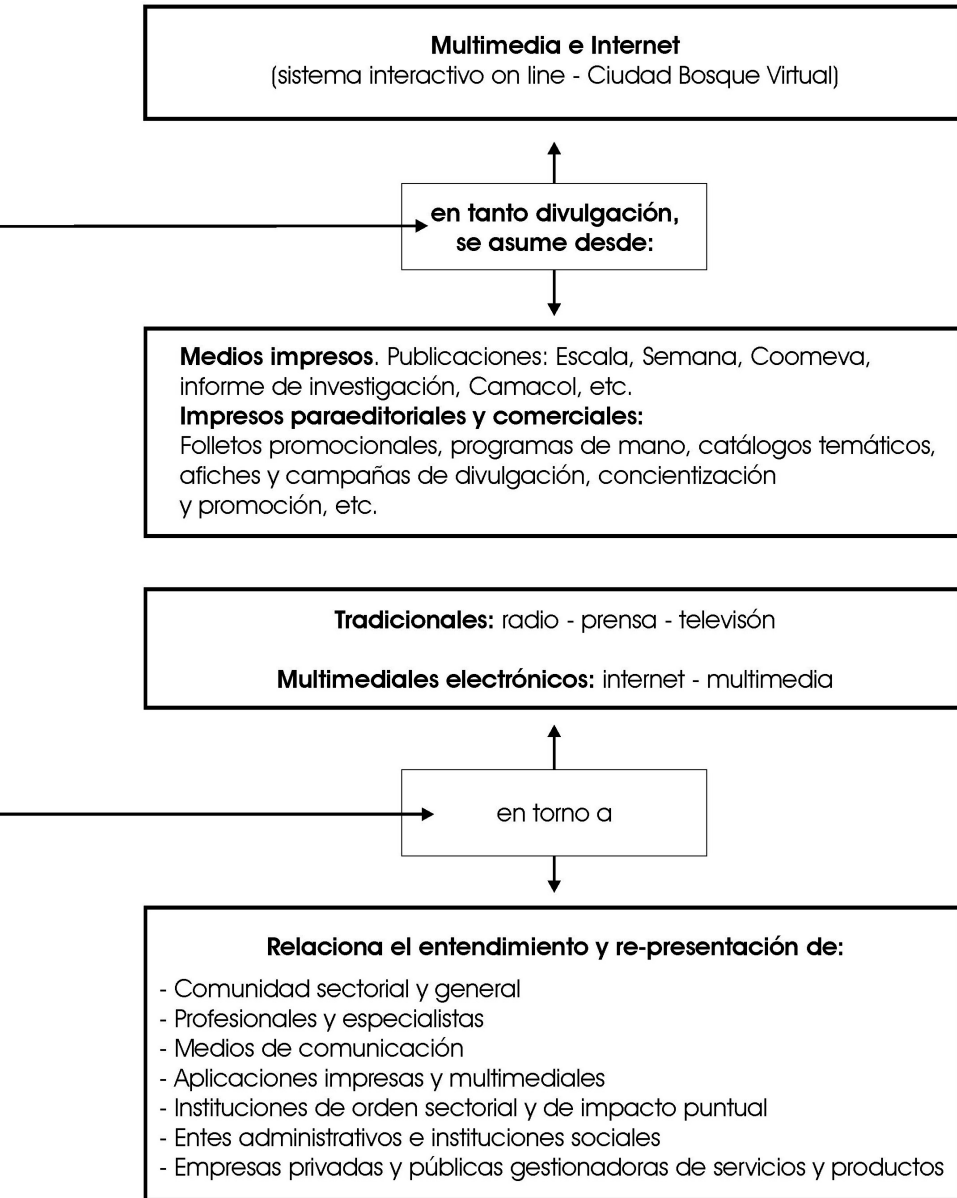 Multimedia e Internet
(sistema interactivo on line - Ciudad Bosque Virtual)
en tanto divulgación,
se asume desde:
Medios impresos. Publicaciones: Escala, Semana, Coomeva,
informe de investigación, Camacol, etc.
Impresos paraeditoriales y comerciales:
Folletos promocionales, programas de mano, catálogos temáticos,
afiches y campañas de divulgación, concientización
y promoción, etc.
Tradicionales: radio - prensa - televisón
Multimediales electrónicos: internet - multimedia
en torno a
Relaciona el entendimiento y re-presentación de:
- Comunidad sectorial y general
- Profesionales y especialistas
- Medios de comunicación
- Aplicaciones impresas y multimediales
- Instituciones de orden sectorial y de impacto puntual
- Entes administrativos e instituciones sociales
- Empresas privadas y públicas gestionadoras de servicios y productos